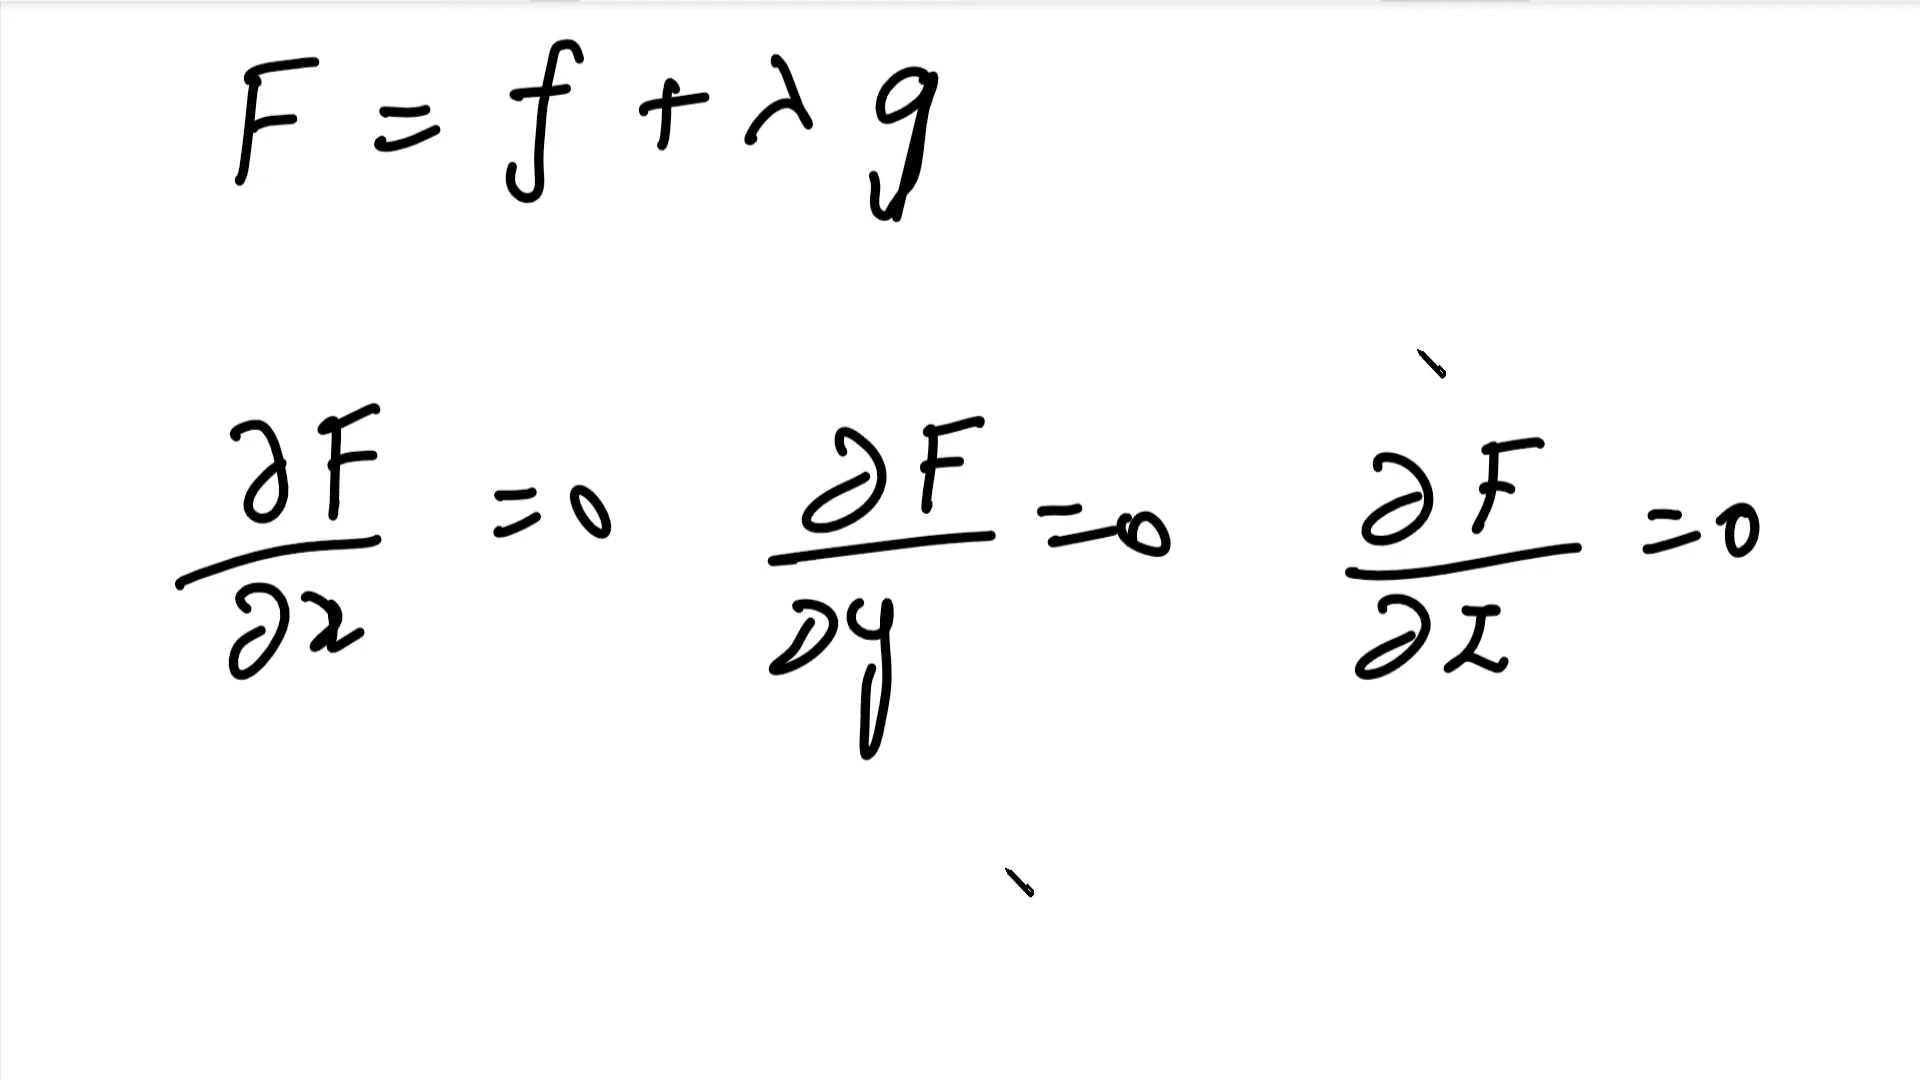 F = f + λ g
∂F/∂x = 0 ∂F/∂y = 0 ∂F/∂z = 0